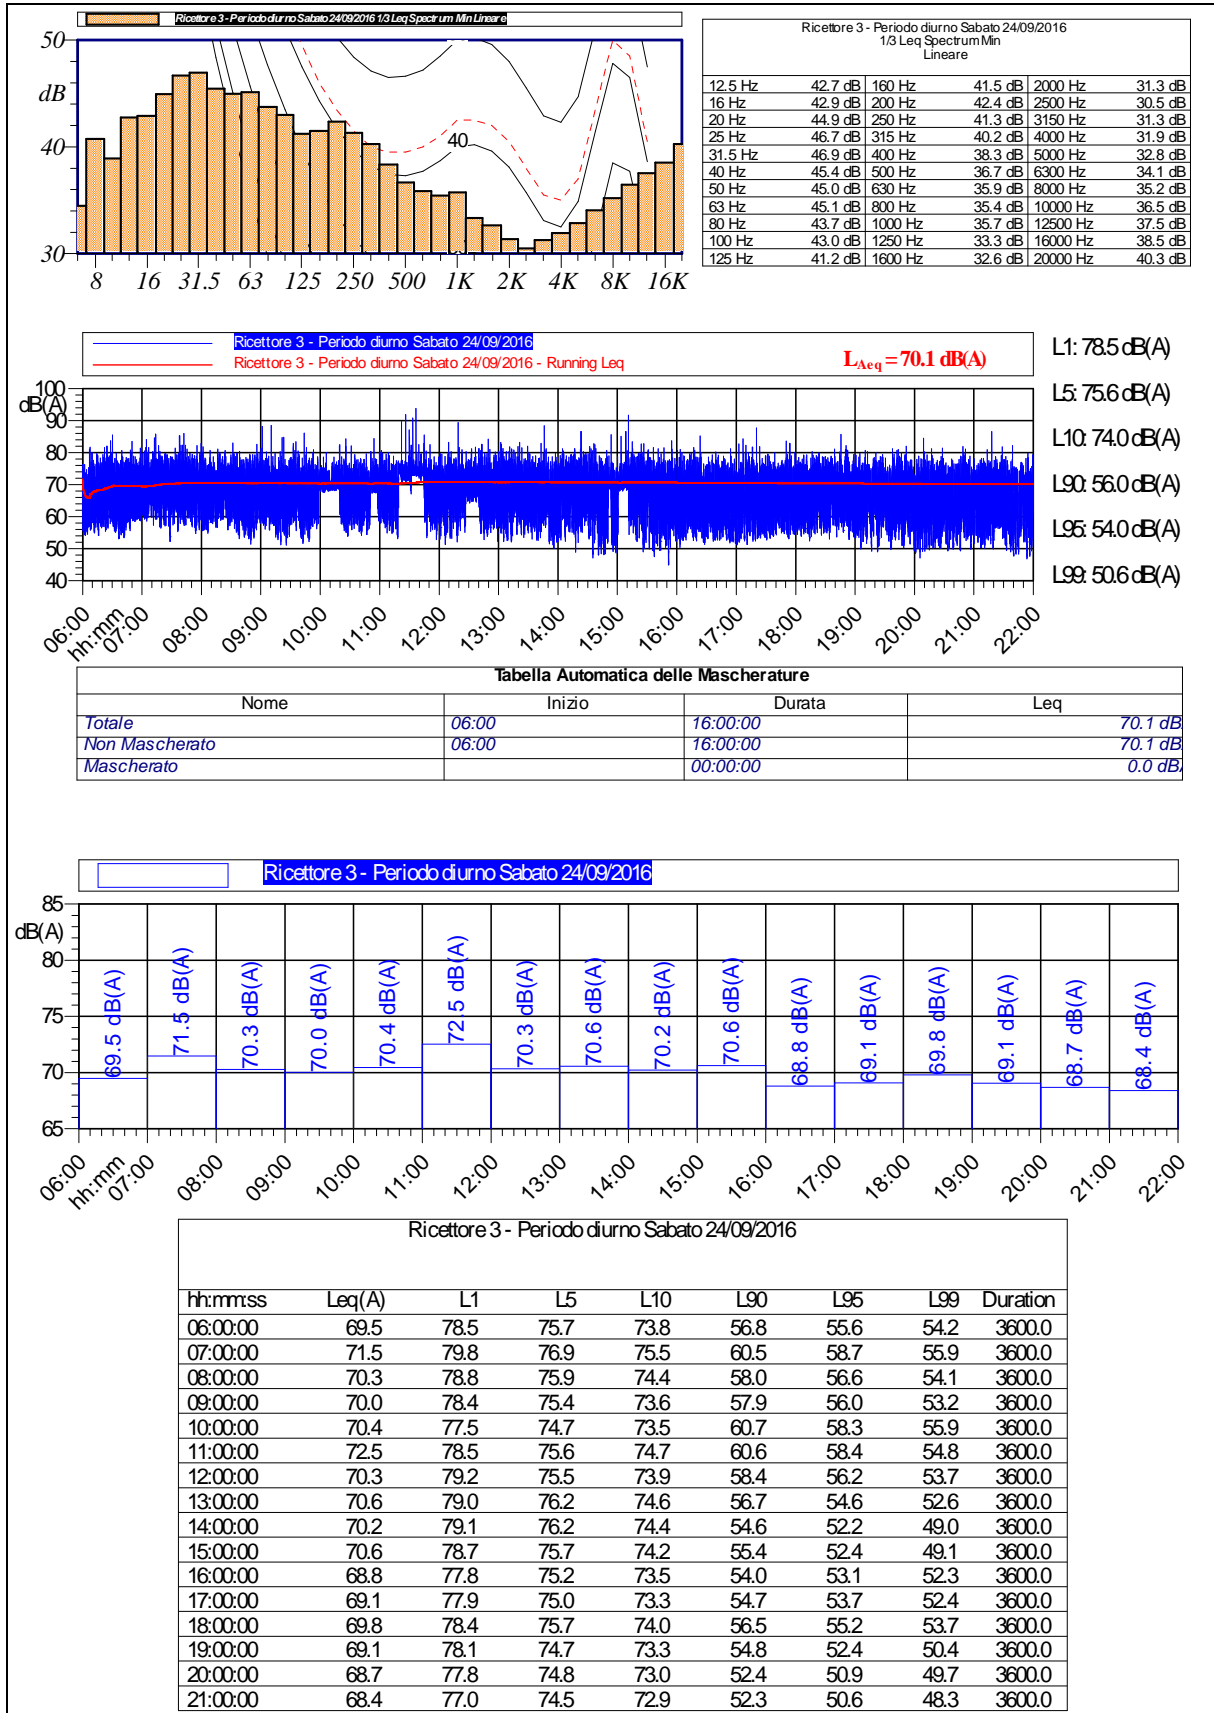 Ricettore 3 - Periodo diurno Sabato 24/09/2016 1/3 Leq Spectrum Min Lineare
50
dB
40
30
40
8 16 31.5 63 125 250 500 1K 2K 4K 8K 16K
Ricettore 3 - Periodo diurno Sabato 24/09/2016
1/3 Leq Spectrum Min
Lineare
12.5 Hz 42.7 dB 160 Hz 41.5 dB 2000 Hz 31.3 dB
16 Hz 42.9 dB 200 Hz 42.4 dB 2500 Hz 30.5 dB
20 Hz 44.9 dB 250 Hz 41.3 dB 3150 Hz 31.3 dB
25 Hz 46.7 dB 315 Hz 40.2 dB 4000 Hz 31.9 dB
31.5 Hz 46.9 dB 400 Hz 38.3 dB 5000 Hz 32.8 dB
40 Hz 45.4 dB 500 Hz 36.7 dB 6300 Hz 34.1 dB
50 Hz 45.0 dB 630 Hz 35.9 dB 8000 Hz 35.2 dB
63 Hz 45.1 dB 800 Hz 35.4 dB 10000 Hz 36.5 dB
80 Hz 43.7 dB 1000 Hz 35.7 dB 12500 Hz 37.5 dB
100 Hz 43.0 dB 1250 Hz 33.3 dB 16000 Hz 38.5 dB
125 Hz 41.2 dB 1600 Hz 32.6 dB 20000 Hz 40.3 dB
Ricettore 3 - Periodo diurno Sabato 24/09/2016
Ricettore 3 - Periodo diurno Sabato 24/09/2016 - Running Leq
LAeq = 70.1 dB(A)
L1: 78.5 dB(A)
L5: 75.6 dB(A)
L10: 74.0 dB(A)
L90: 56.0 dB(A)
L95: 54.0 dB(A)
L99: 50.6 dB(A)
100
dB(A)
90
80
70
60
50
40
06:00 07:00 08:00 09:00 10:00 11:00 12:00 13:00 14:00 15:00 16:00 17:00 18:00 19:00 20:00 21:00 22:00
hh:mm
Tabella Automatica delle Mascherature
Nome Inizio Durata Leq
Totale 06:00 16:00:00 70.1 dB
Non Mascherato 06:00 16:00:00 70.1 dB
Mascherato 00:00:00 0.0 dB
Ricettore 3 - Periodo diurno Sabato 24/09/2016
85
dB(A)
80
75
70
65
69.5 dB(A) 71.5 dB(A) 70.3 dB(A) 70.0 dB(A) 70.4 dB(A) 72.5 dB(A) 70.3 dB(A) 70.6 dB(A) 70.2 dB(A) 70.6 dB(A) 68.8 dB(A) 69.1 dB(A) 69.8 dB(A) 69.1 dB(A) 68.7 dB(A) 68.4 dB(A)
06:00 07:00 08:00 09:00 10:00 11:00 12:00 13:00 14:00 15:00 16:00 17:00 18:00 19:00 20:00 21:00 22:00
hh:mm
Ricettore 3 - Periodo diurno Sabato 24/09/2016
hh:mm:ss Leq(A) L1 L5 L10 L90 L95 L99 Duration
06:00:00 69.5 78.5 75.7 73.8 56.8 55.6 54.2 3600.0
07:00:00 71.5 79.8 76.9 75.5 60.5 58.7 55.9 3600.0
08:00:00 70.3 78.8 75.9 74.4 58.0 56.6 54.1 3600.0
09:00:00 70.0 78.4 75.4 73.6 57.9 56.0 53.2 3600.0
10:00:00 70.4 77.5 74.7 73.5 60.7 58.3 55.9 3600.0
11:00:00 72.5 78.5 75.6 74.7 60.6 58.4 54.8 3600.0
12:00:00 70.3 79.2 75.5 73.9 58.4 56.2 53.7 3600.0
13:00:00 70.6 79.0 76.2 74.6 56.7 54.6 52.6 3600.0
14:00:00 70.2 79.1 76.2 74.4 54.6 52.2 49.0 3600.0
15:00:00 70.6 78.7 75.7 74.2 55.4 52.4 49.1 3600.0
16:00:00 68.8 77.8 75.2 73.5 54.0 53.1 52.3 3600.0
17:00:00 69.1 77.9 75.0 73.3 54.7 53.7 52.4 3600.0
18:00:00 69.8 78.4 75.7 74.0 56.5 55.2 53.7 3600.0
19:00:00 69.1 78.1 74.7 73.3 54.8 52.4 50.4 3600.0
20:00:00 68.7 77.8 74.8 73.0 52.4 50.9 49.7 3600.0
21:00:00 68.4 77.0 74.5 72.9 52.3 50.6 48.3 3600.0